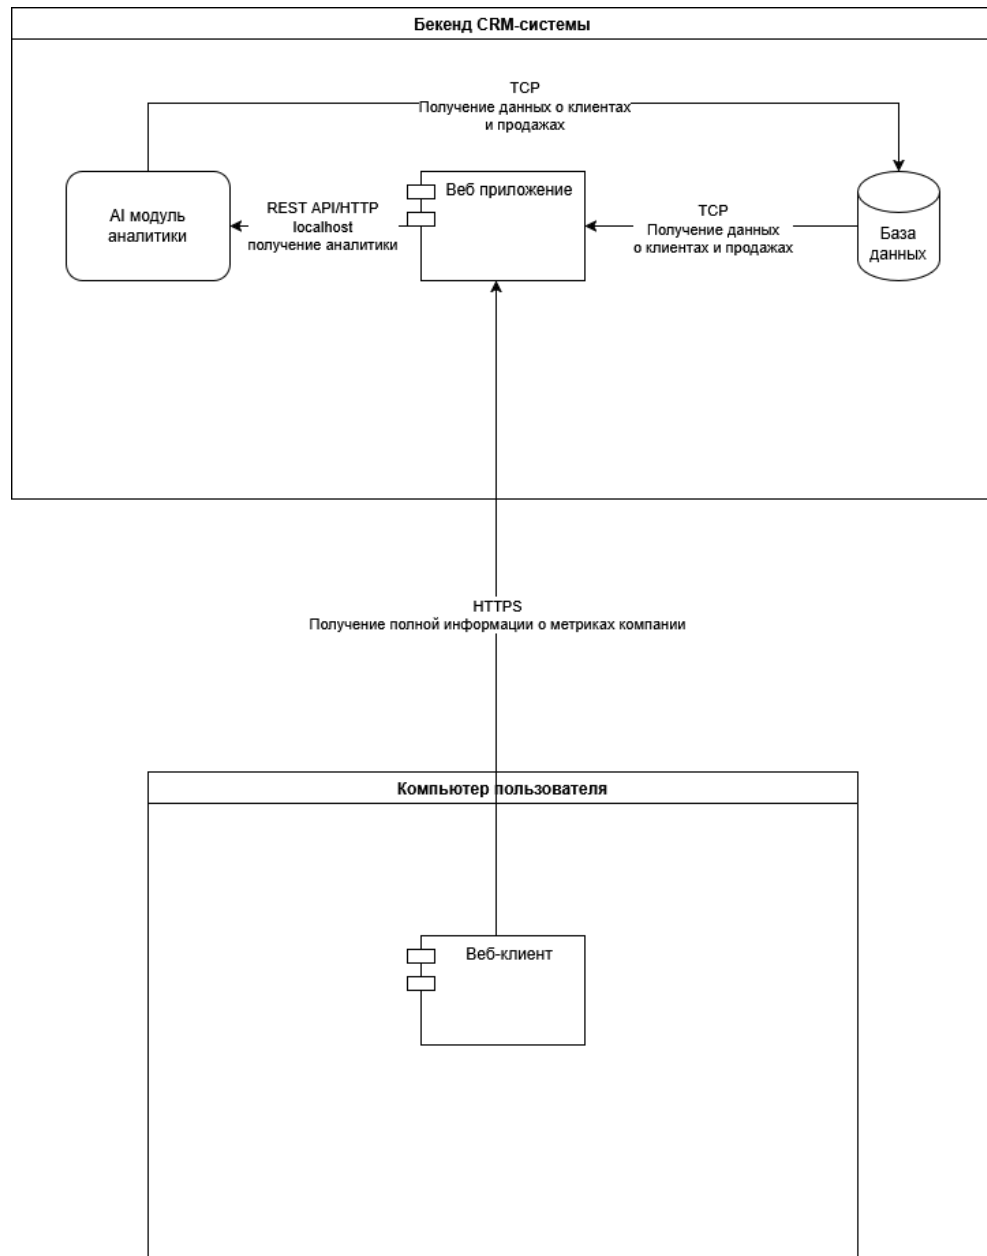 Бекенд CRM-системы
TCP
Получение данных о клиентах
и продажах
AI модуль
аналитики
REST API/HTTP
localhost
получение аналитики
Веб приложение
TCP
Получение данных
о клиентах и продажах
База
данных
HTTPS
Получение полной информации о метриках компании
Компьютер пользователя
Веб-клиент